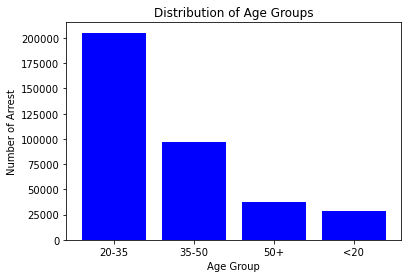 Distribution of Age Groups
Number of Arrest
200000
175000
150000
125000
100000
75000
50000
25000
0
20-35 35-50 50+ <20
Age Group